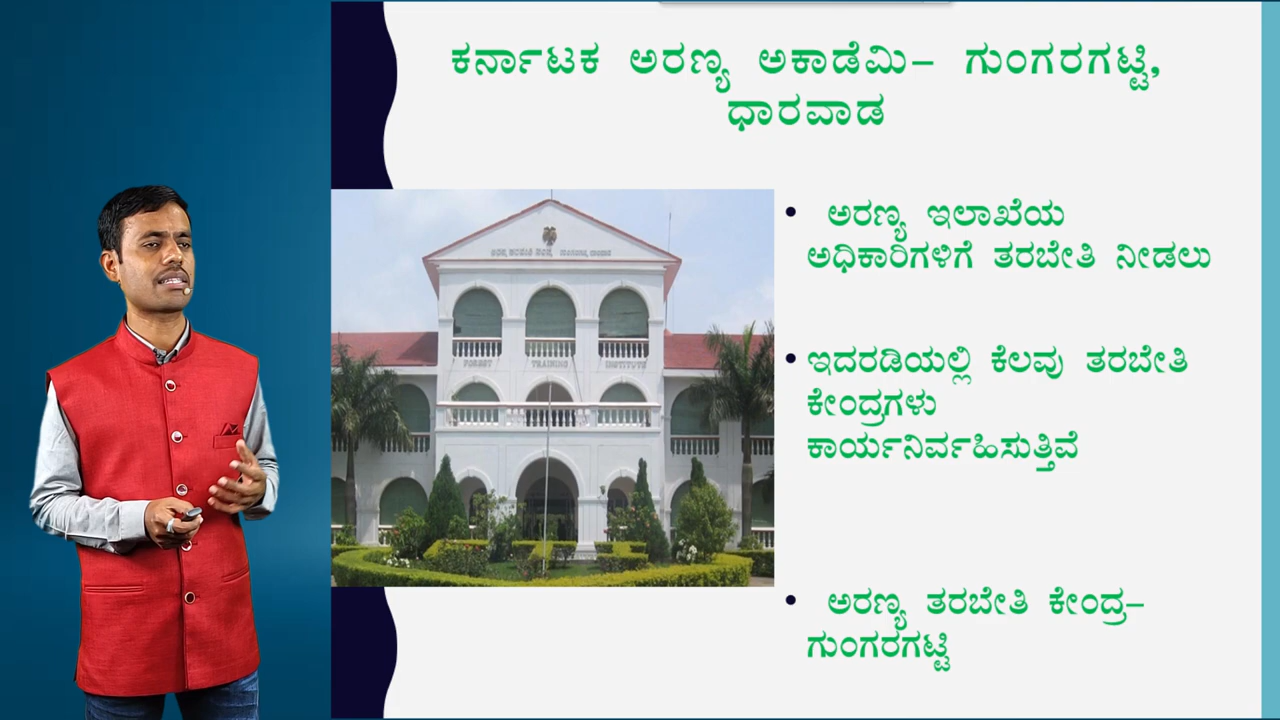 ಕರ್ನಾಟಕ ಅರಣ್ಯ ಅಕಾಡೆಮಿ– ಗುಂಗರಗಟ್ಟಿ,
ಧಾರವಾಡ
• ಅರಣ್ಯ ಇಲಾಖೆಯ
ಅಧಿಕಾರಿಗಳಿಗೆ ತರಬೇತಿ ನೀಡಲು
• ಇದರಡಿಯಲ್ಲಿ ಕೆಲವು ತರಬೇತಿ
ಕೇಂದ್ರಗಳು
ಕಾರ್ಯನಿರ್ವಹಿಸುತ್ತಿವೆ
• ಅರಣ್ಯ ತರಬೇತಿ ಕೇಂದ್ರ–
ಗುಂಗರಗಟ್ಟಿ
FOREST TRAINING INSTITUTE